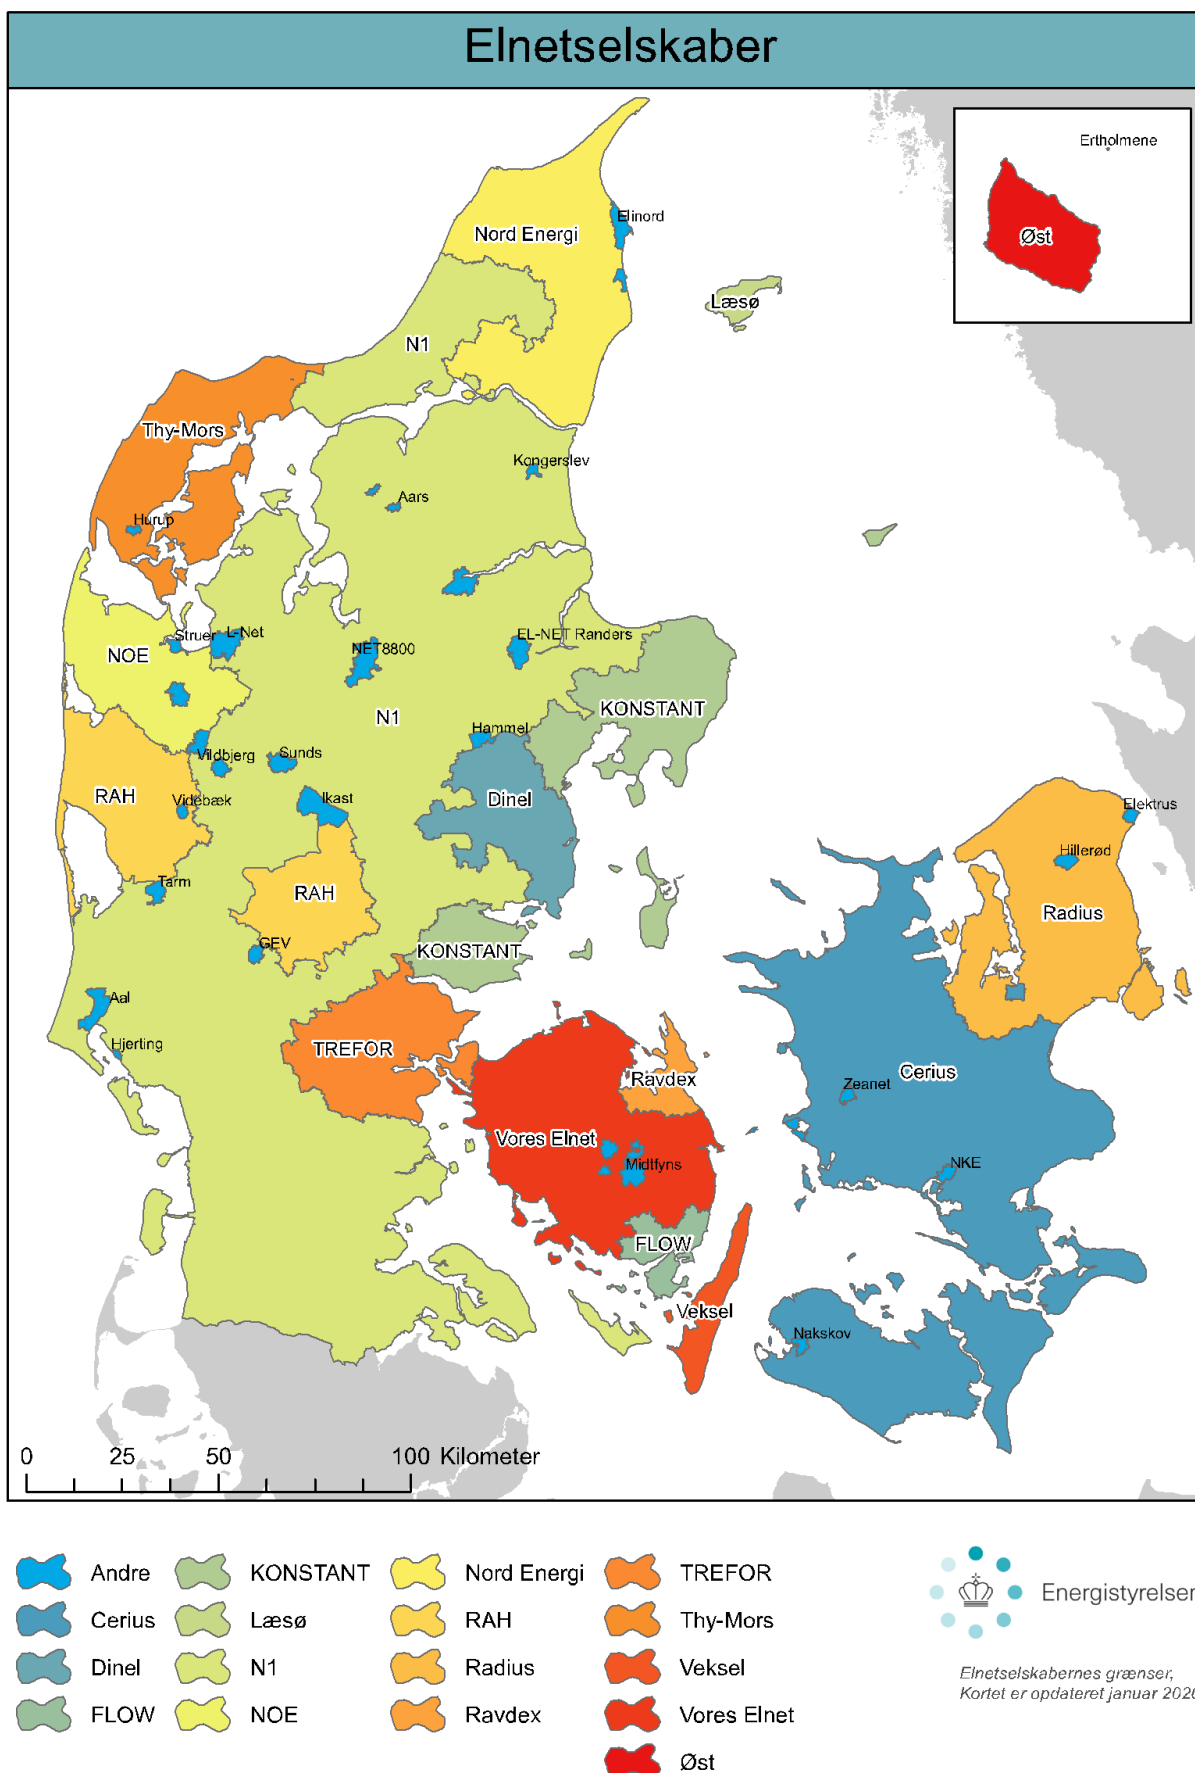 Elnetselskaber
Ertholmene
Øst
Elinord
Nord Energi
Læsø
N1
Thy-Mors
Kongerslev
Aars
Hurup
Struer
L-Net
EL-NET Randers
NET8800
NOE
KONSTANT
N1
Hammel
Vildbjerg
Sunds
RAH
Videbæk
Ikast
Dinel
Elektrus
Hillerød
Tarm
RAH
Radius
GEV
KONSTANT
Aal
Hjerting
TREFOR
Ravdex
Cerius
Zeanet
Vores Elnet
Midtfyns
NKE
FLOW
Veksel
Nakskov
0 25 50 100 Kilometer
Andre KONSTANT Nord Energi TREFOR
Cerius Læsø RAH Thy-Mors
Dinel N1 Radius Veksel
FLOW NOE Ravdex Vores Elnet
Øst
Energistyrelsen
Elnetselskabernes grænser,
Kortet er opdateret januar